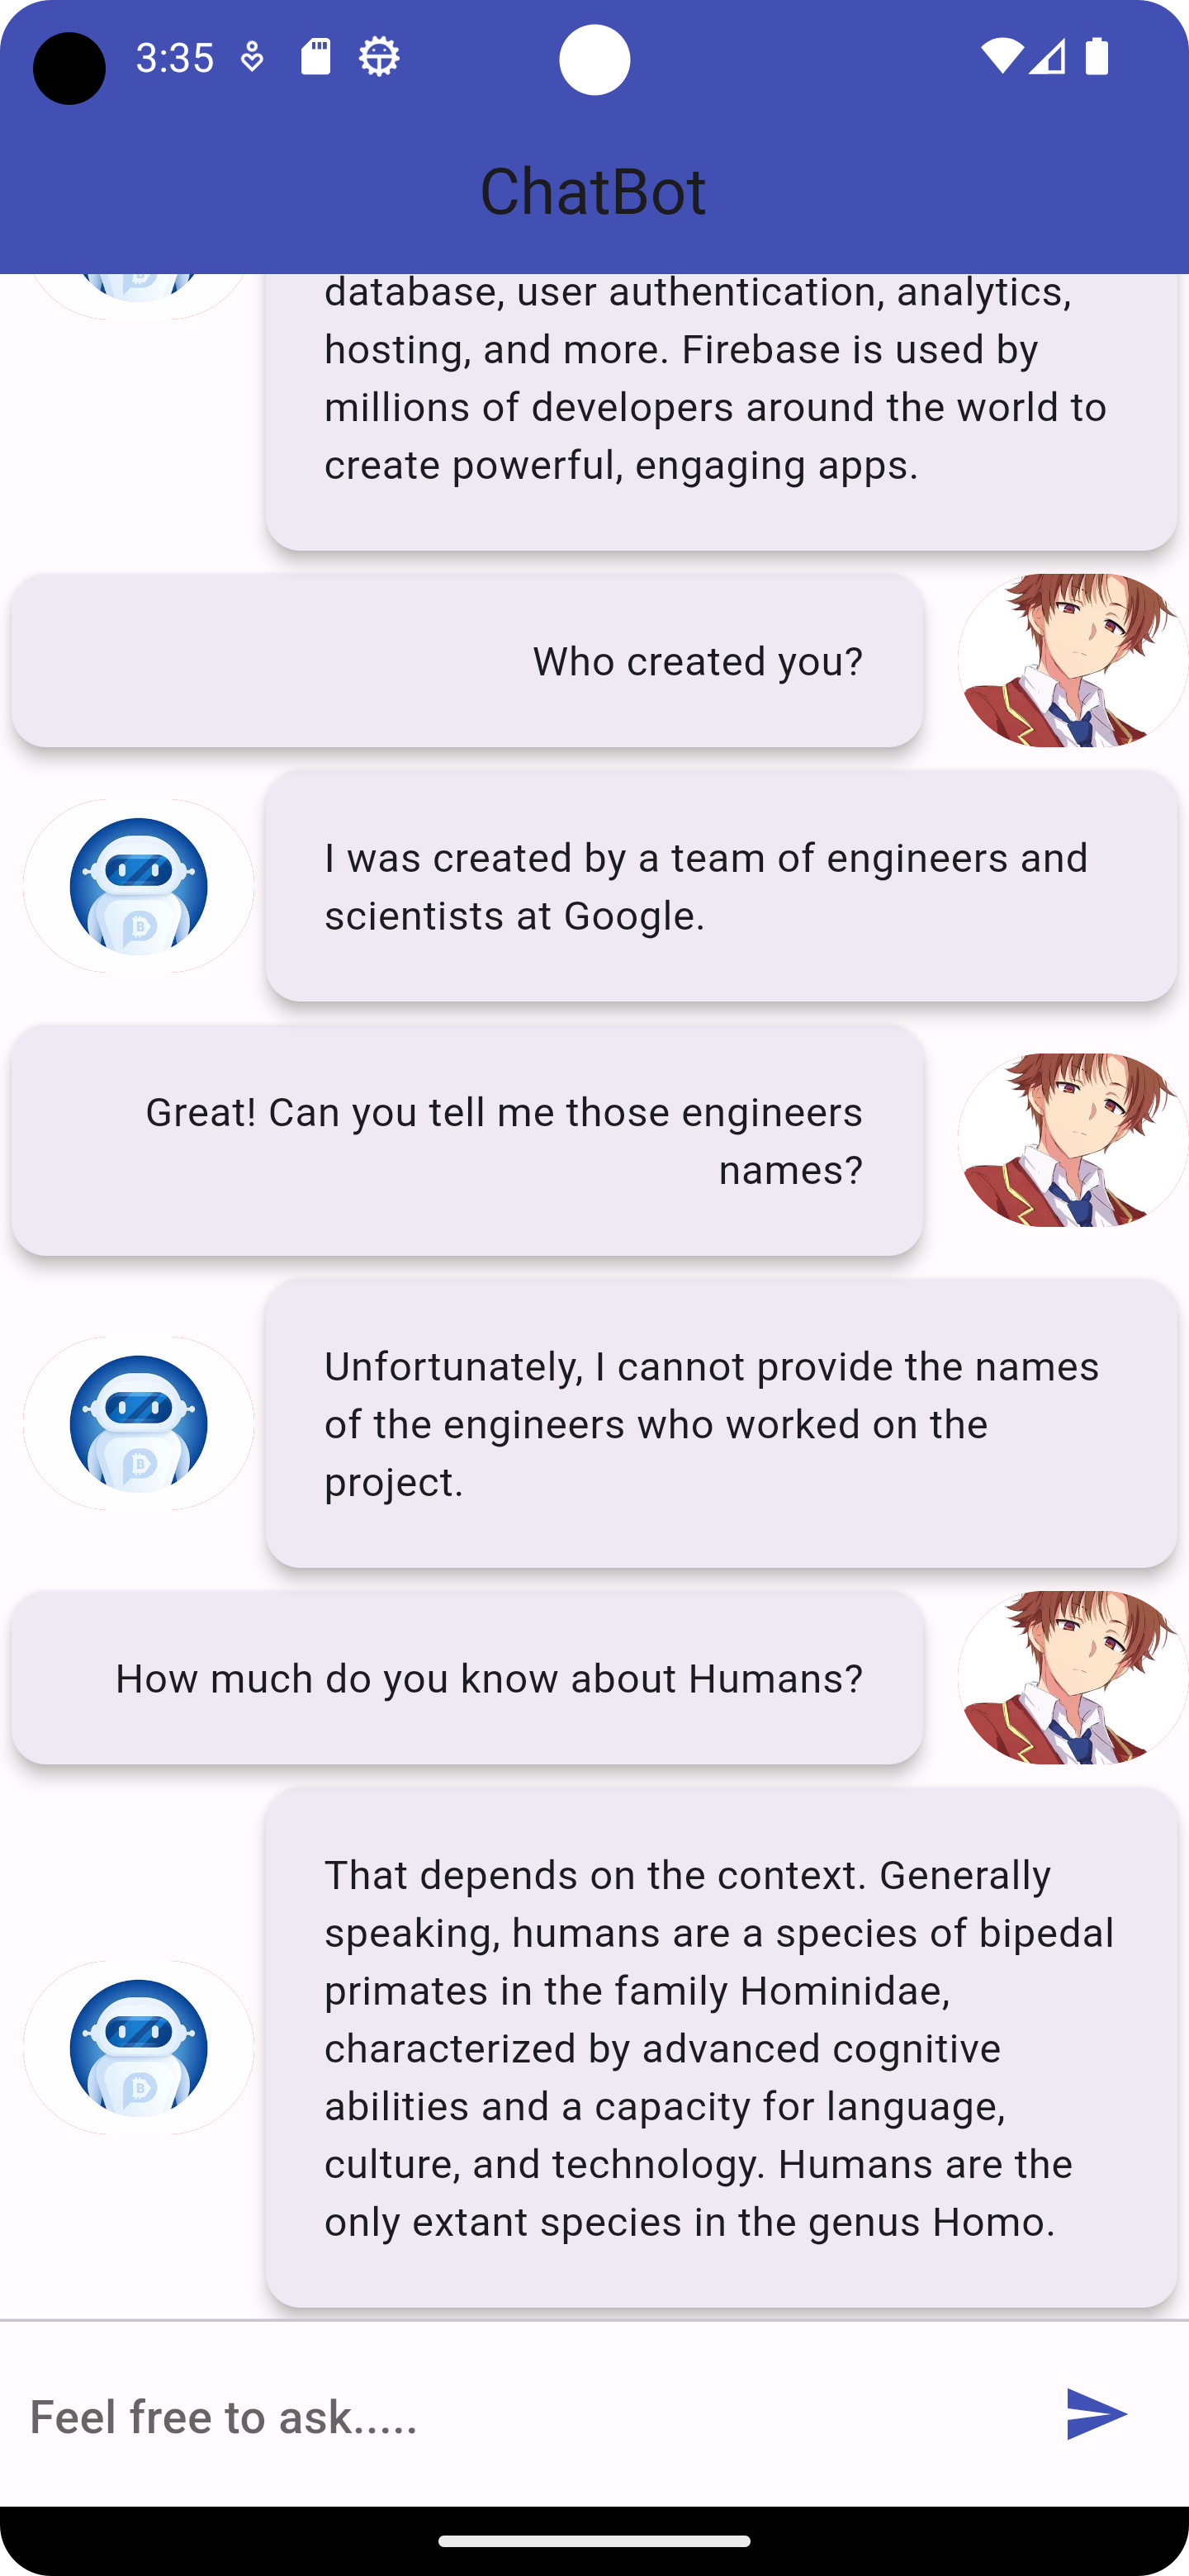 3:35
ChatBot
database, user authentication, analytics,
hosting, and more. Firebase is used by
millions of developers around the world to
create powerful, engaging apps.
Who created you?
I was created by a team of engineers and
scientists at Google.
Great! Can you tell me those engineers
names?
Unfortunately, I cannot provide the names
of the engineers who worked on the
project.
How much do you know about Humans?
That depends on the context. Generally
speaking, humans are a species of bipedal
primates in the family Hominidae,
characterized by advanced cognitive
abilities and a capacity for language,
culture, and technology. Humans are the
only extant species in the genus Homo.
Feel free to ask.....